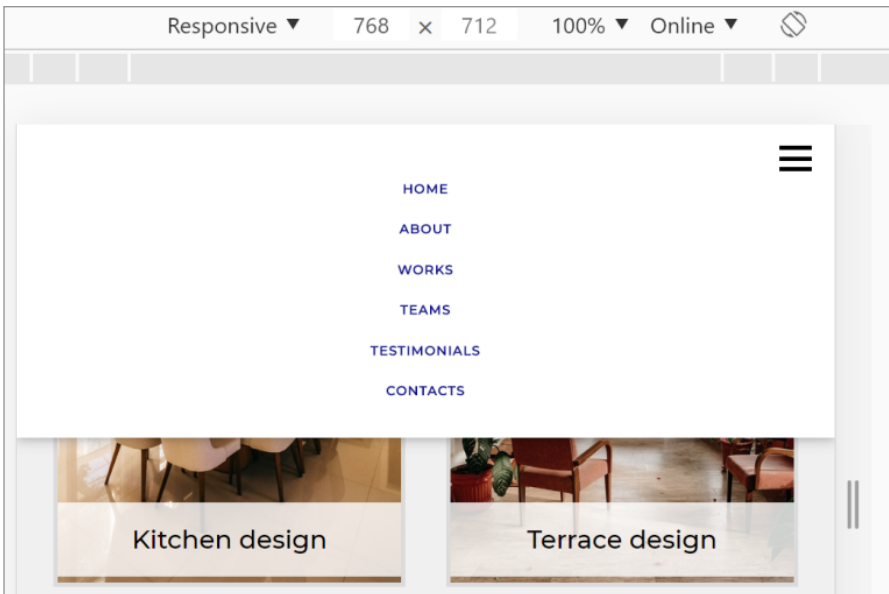 Responsive ▼ 768 × 712 100% ▼ Online ▼
HOME
ABOUT
WORKS
TEAMS
TESTIMONIALS
CONTACTS
Kitchen design Terrace design